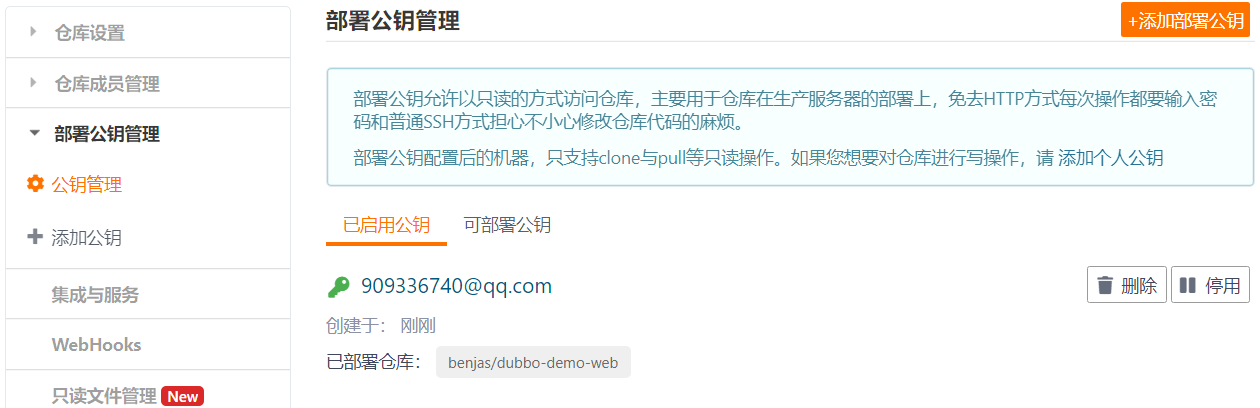 仓库设置
仓库成员管理
部署公钥管理
公钥管理
添加公钥
集成与服务
WebHooks
只读文件管理 New
部署公钥管理
+添加部署公钥
部署公钥允许以只读的方式访问仓库，主要用于仓库在生产服务器的部署上，免去HTTP方式每次操作都要输入密
码和普通SSH方式担心不小心修改仓库代码的麻烦。
部署公钥配置后的机器，只支持clone与pull等只读操作。如果您想要对仓库进行写操作，请 添加个人公钥
已启用公钥 可部署公钥
909336740@qq.com
删除 停用
创建于： 刚刚
已部署仓库： benjas/dubbo-demo-web